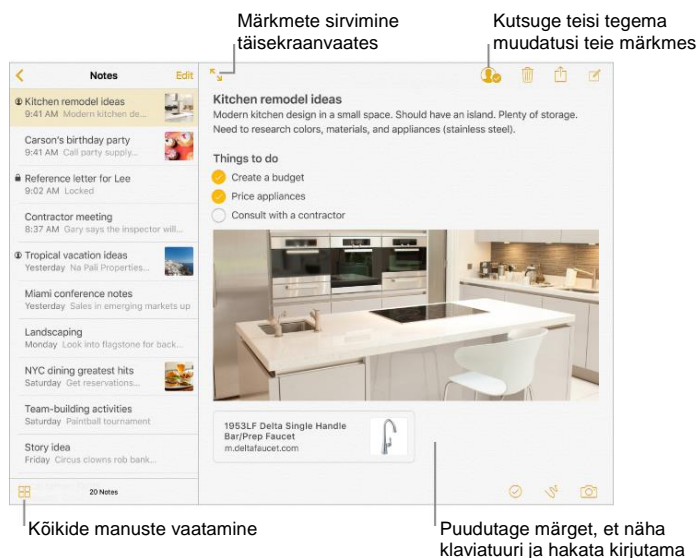 Märkmete sirvimine
täisekraanvaates
Kutsuge teisi tegema
muudatusi teie märkmes
Notes
Edit
Kitchen remodel ideas
9:41 AM Modern kitchen de...
Carson's birthday party
9:41 AM Call party supply...
Reference letter for Lee
9:02 AM Locked
Contractor meeting
8:37 AM Gary says the inspector will...
Tropical vacation ideas
Yesterday Na Pali Properties...
Miami conference notes
Yesterday Sales in emerging markets up
Landscaping
Monday Look into flagstone for back...
NYC dining greatest hits
Saturday Get reservations...
Team-building activities
Saturday Paintball tournament
Story idea
Friday Circus clowns rob bank...
20 Notes
Kitchen remodel ideas
Modern kitchen design in a small space. Should have an island. Plenty of storage.
Need to research colors, materials, and appliances (stainless steel).
Things to do
Create a budget
Price appliances
Consult with a contractor
1953LF Delta Single Handle
Bar/Prep Faucet
m.deltafaucet.com
Kõikide manuste vaatamine
Puudutage märget, et näha
klaviatuuri ja hakata kirjutama